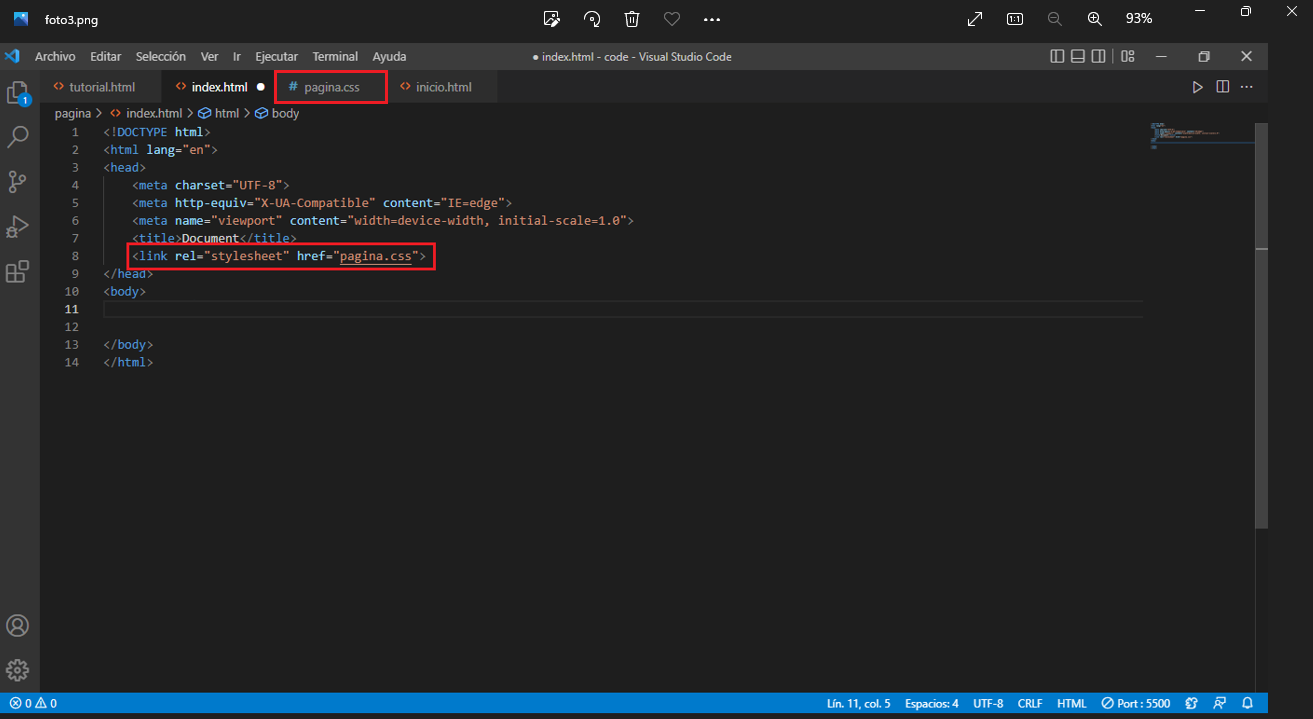 foto3.png
93%
Archivo Editar Selección Ver Ir Ejecutar Terminal Ayuda
● index.html - code - Visual Studio Code
tutorial.html index.html pagina.css inicio.html
1
pagina > index.html > html > body
1 <!DOCTYPE html>
2 <html lang="en">
3 <head>
4 <meta charset="UTF-8">
5 <meta http-equiv="X-UA-Compatible" content="IE=edge">
6 <meta name="viewport" content="width=device-width, initial-scale=1.0">
7 <title>Document</title>
8 <link rel="stylesheet" href="pagina.css">
9 </head>
10 <body>
11
12
13 </body>
14 </html>
0 0 Lín. 11, col. 5 Espacios: 4 UTF-8 CRLF HTML Port : 5500